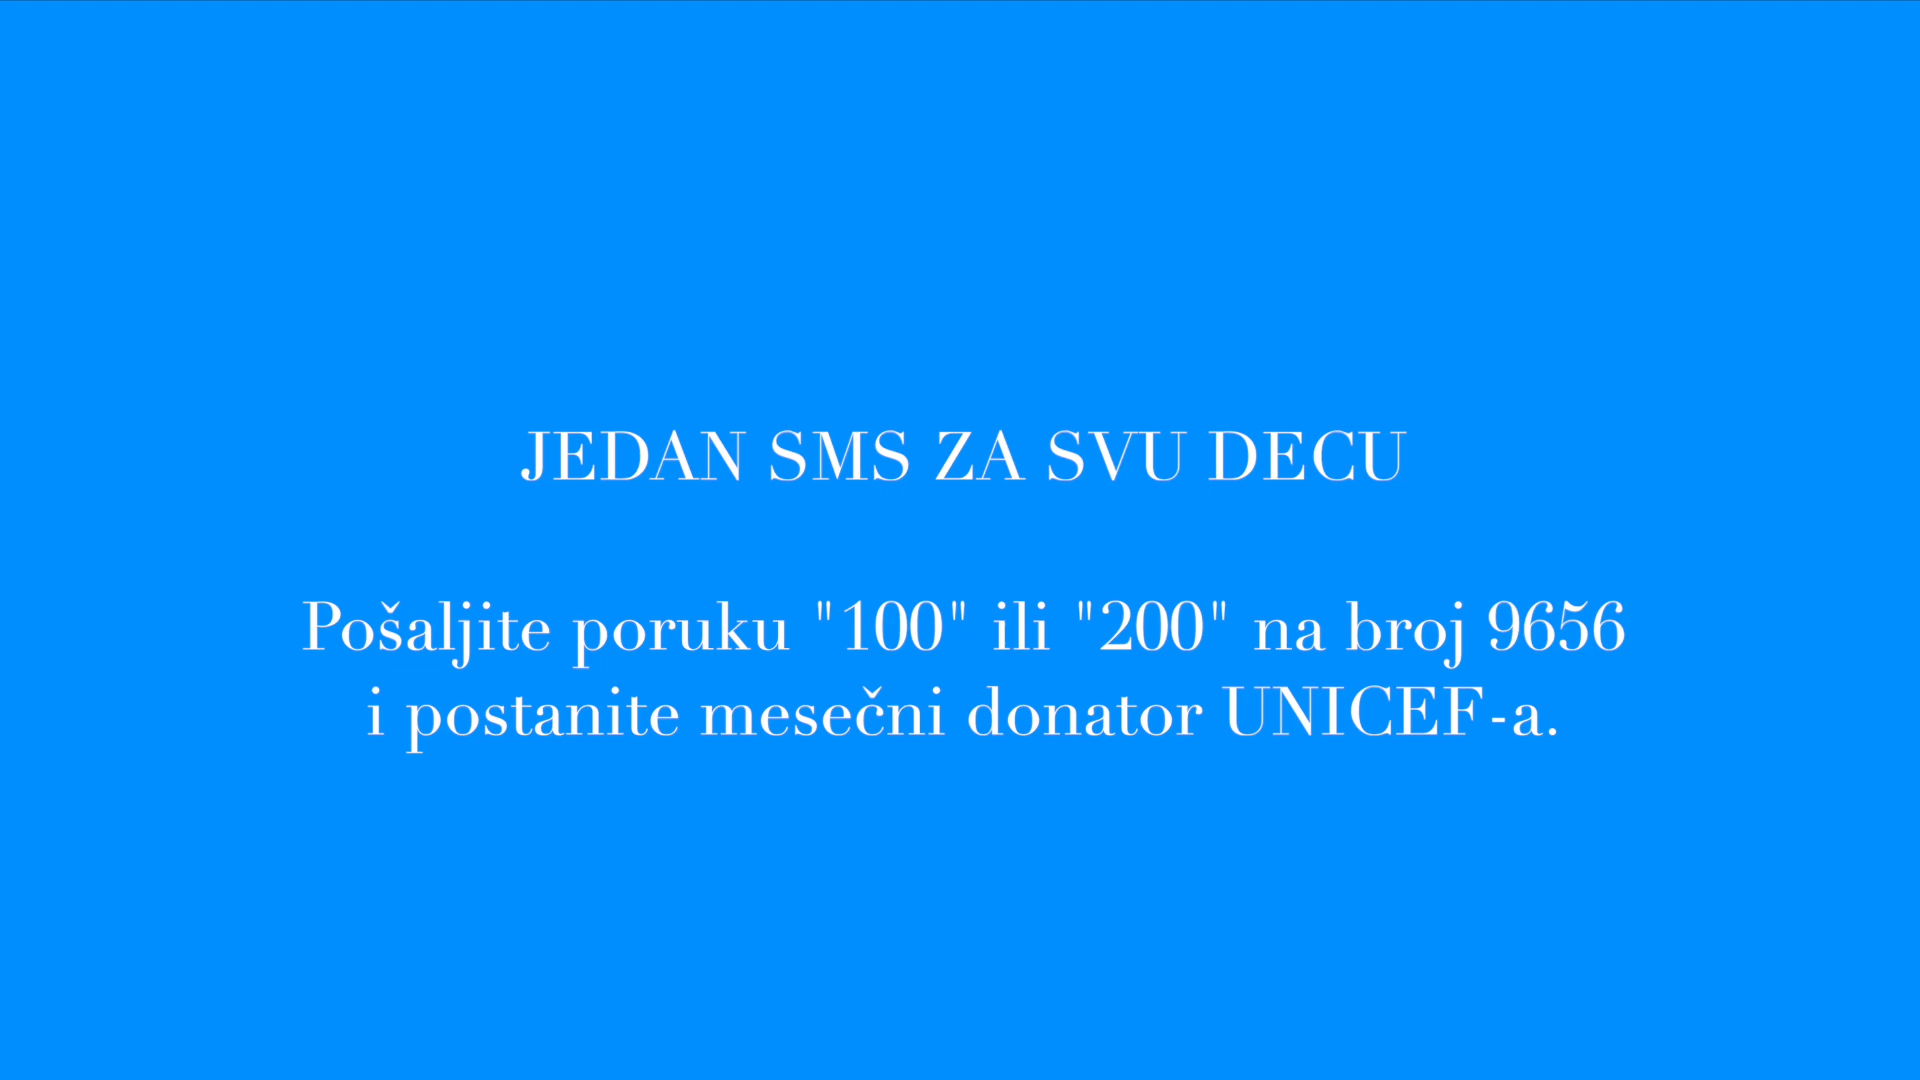 JEDAN SMS ZA SVU DECU
Pošaljite poruku "100" ili "200" na broj 9656
i postanite mesečni donator UNICEF-a.